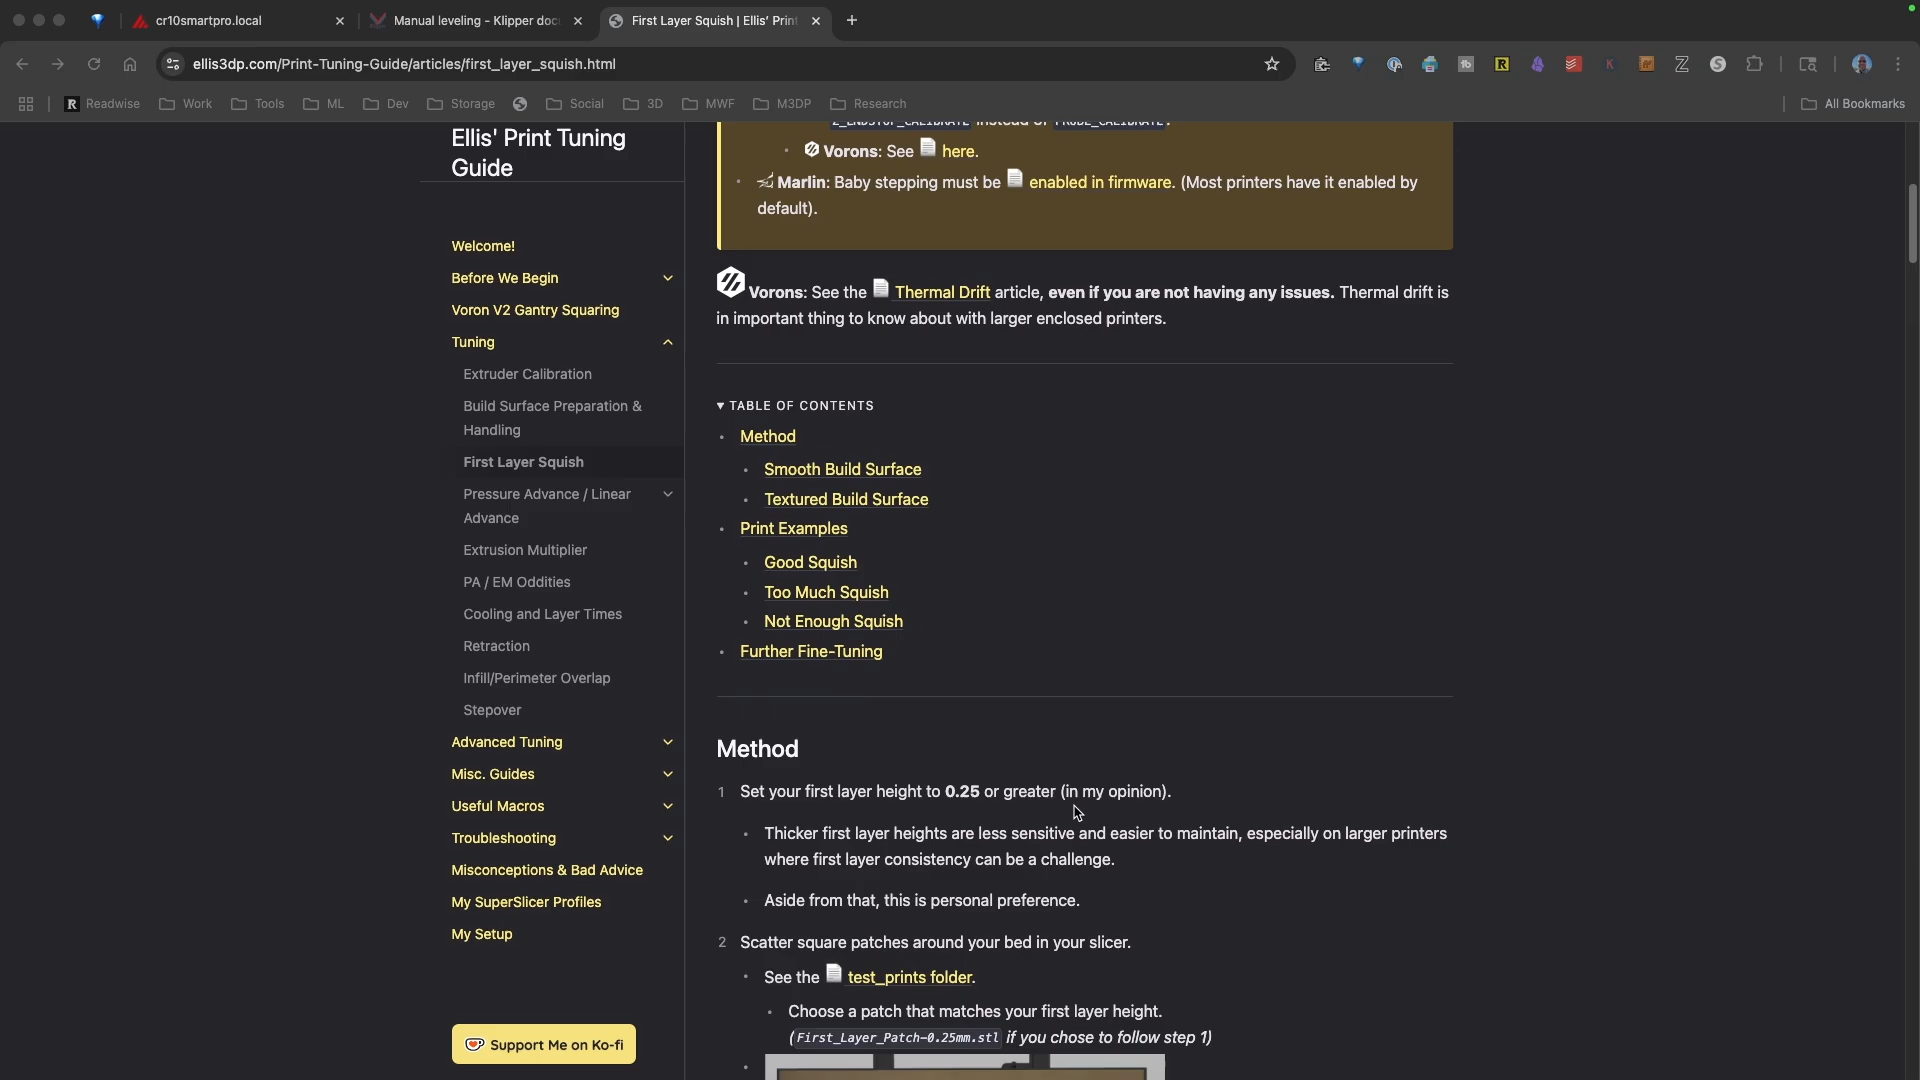 cr10smartpro.local
Manual leveling - Klipper doc
First Layer Squish | Ellis' Print
ellis3dp.com/Print-Tuning-Guide/articles/first_layer_squish.html
Readwise
Work
Tools
ML
Dev
Storage
Social
3D
MWF
M3DP
Research
All Bookmarks
Ellis' Print Tuning
Guide
Welcome!
Before We Begin
Voron V2 Gantry Squaring
Tuning
Extruder Calibration
Build Surface Preparation &
Handling
First Layer Squish
Pressure Advance / Linear
Advance
Extrusion Multiplier
PA / EM Oddities
Cooling and Layer Times
Retraction
Infill/Perimeter Overlap
Stepover
Advanced Tuning
Misc. Guides
Useful Macros
Troubleshooting
Misconceptions & Bad Advice
My SuperSlicer Profiles
My Setup
Support Me on Ko-fi
Z_ENDSTOP_CALIBRATE instead of PROBE_CALIBRATE.
Vorons: See here.
Marlin: Baby stepping must be enabled in firmware. (Most printers have it enabled by
default).
Vorons: See the Thermal Drift article, even if you are not having any issues. Thermal drift is
in important thing to know about with larger enclosed printers.
TABLE OF CONTENTS
Method
Smooth Build Surface
Textured Build Surface
Print Examples
Good Squish
Too Much Squish
Not Enough Squish
Further Fine-Tuning
Method
1 Set your first layer height to 0.25 or greater (in my opinion).
Thicker first layer heights are less sensitive and easier to maintain, especially on larger printers
where first layer consistency can be a challenge.
Aside from that, this is personal preference.
2 Scatter square patches around your bed in your slicer.
See the test_prints folder.
Choose a patch that matches your first layer height.
(First_Layer_Patch-0.25mm.stl if you chose to follow step 1)